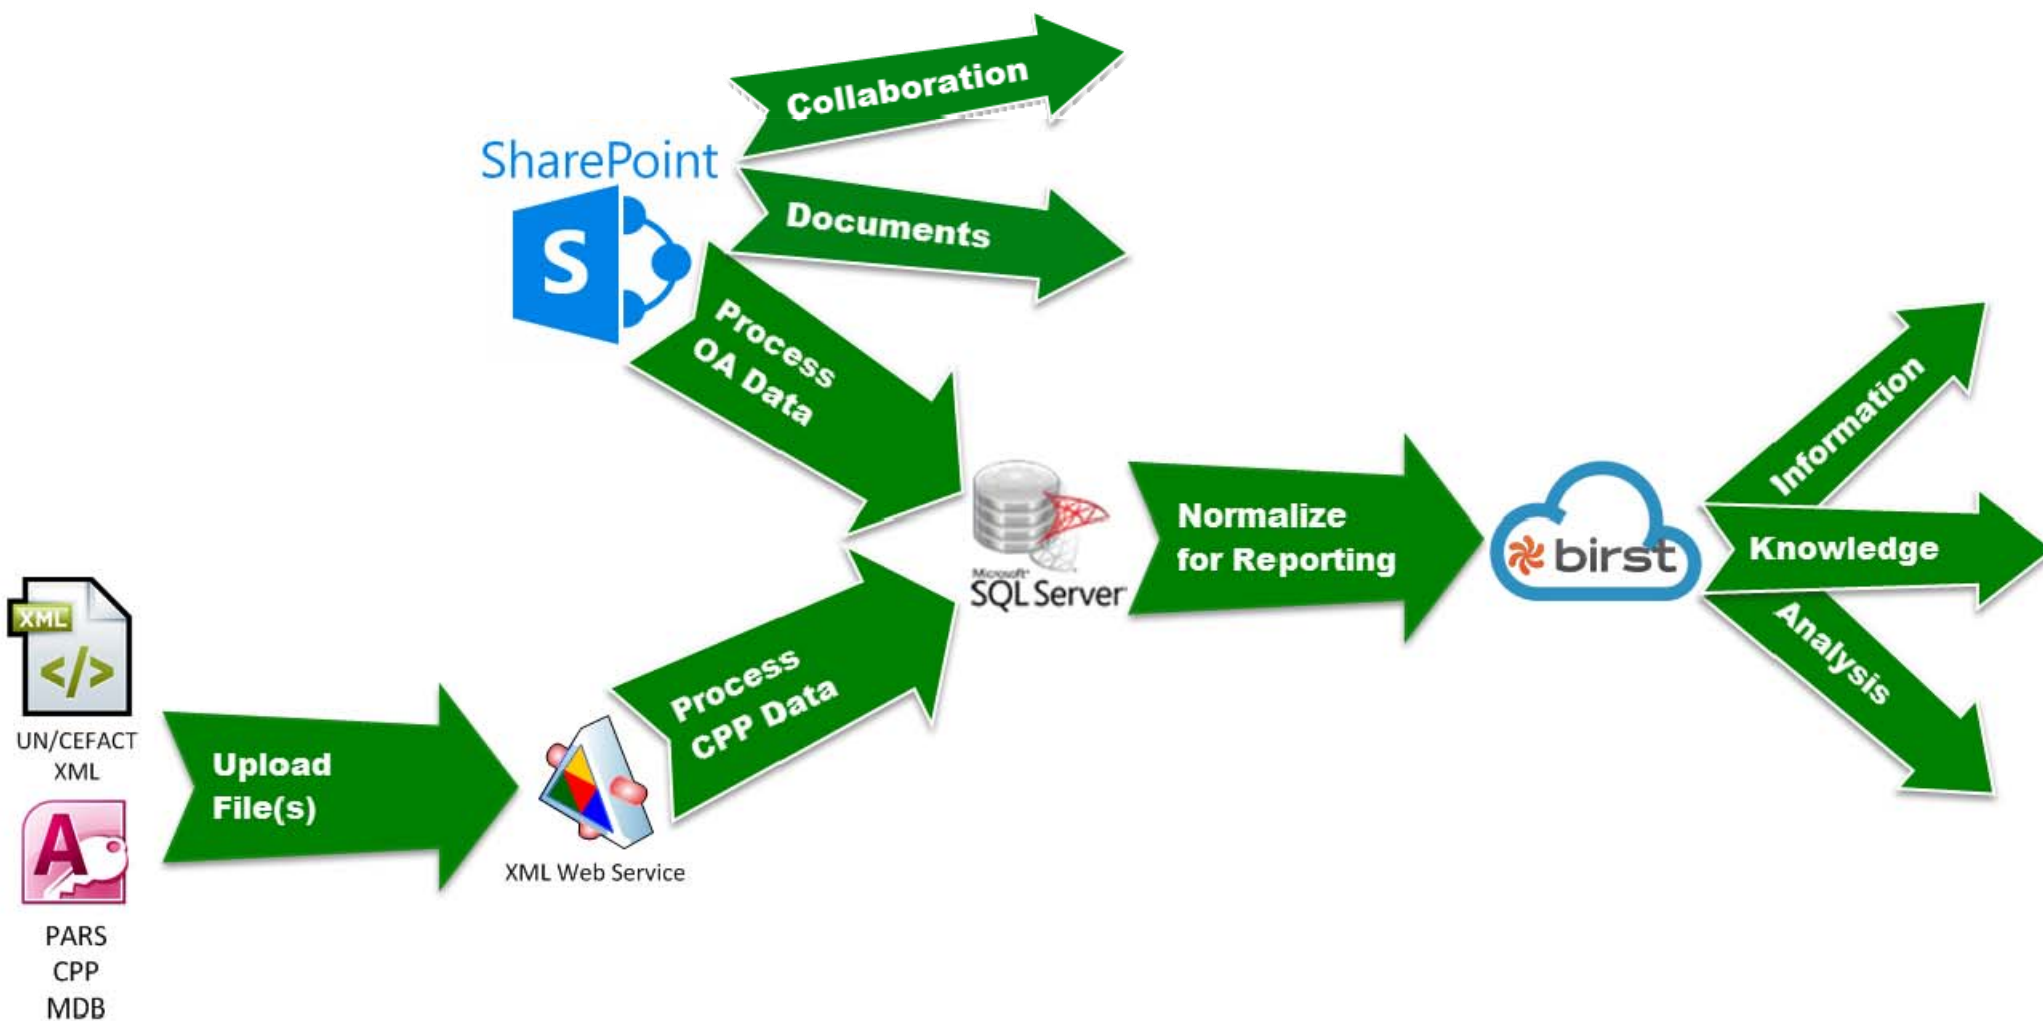 Collaboration
SharePoint
S
Documents
Process
OA Data
Information
Normalize
for Reporting
birst
Knowledge
Microsoft®
SQL Server
Analysis
XML
</>
UN/CEFACT
XML
Upload
File(s)
Process
CPP Data
XML Web Service
A
PARS
CPP
MDB